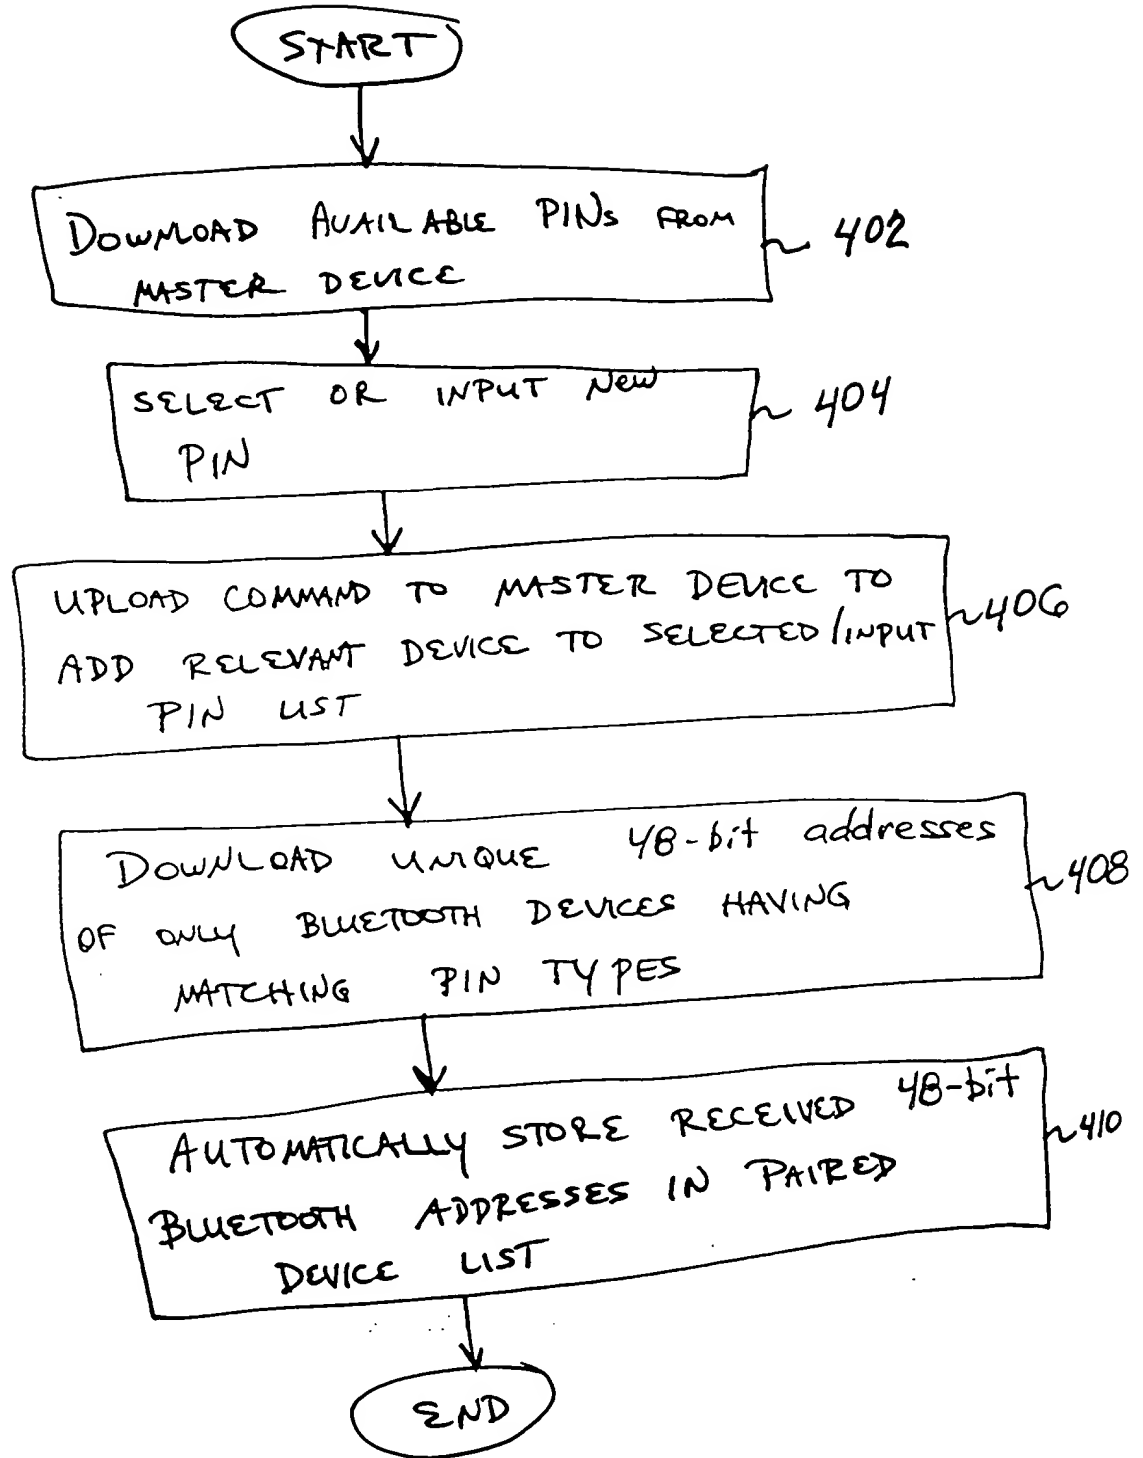 START
DOWNLOAD AVAILABLE PINs FROM
MASTER DEVICE
402
SELECT OR INPUT New
PIN
404
UPLOAD COMMAND TO MASTER DEVICE TO
ADD RELEVANT DEVICE TO SELECTED/INPUT
PIN LIST
406
DOWNLOAD UNIQUE 48-bit addresses
OF ONLY BLUETOOTH DEVICES HAVING
MATCHING PIN TYPES
408
AUTOMATICALLY STORE RECEIVED 48-bit
BLUETOOTH ADDRESSES IN PAIRED
DEVICE LIST
410
END